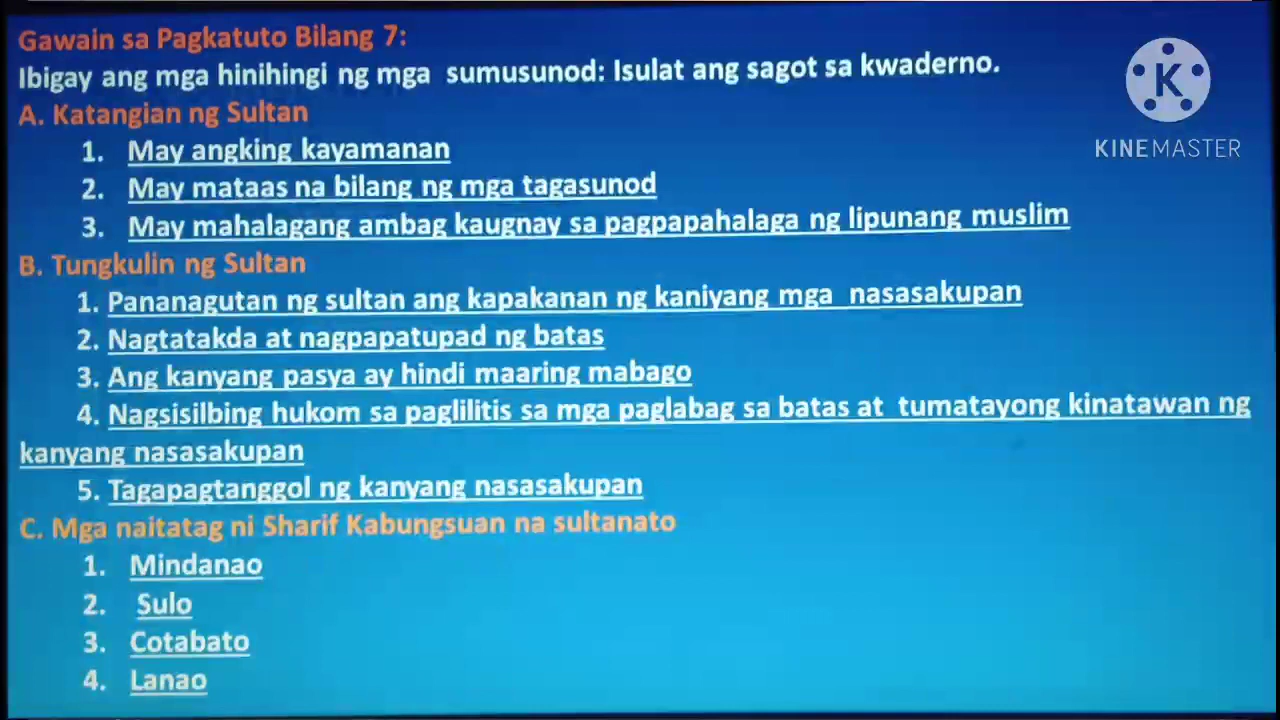 Gawain sa Pagkatuto Bilang 7:
Ibigay ang mga hinihingi ng mga sumusunod: Isulat ang sagot sa kwaderno.
KINEMASTER
A. Katangian ng Sultan
1. May angking kayamanan
2. May mataas na bilang ng mga tagasunod
3. May mahalagang ambag kaugnay sa pagpapahalaga ng lipunang muslim
B. Tungkulin ng Sultan
1. Pananagutan ng sultan ang kapakanan ng kaniyang mga nasasakupan
2. Nagtatakda at nagpapatupad ng batas
3. Ang kanyang pasya ay hindi maaring mabago
4. Nagsisilbing hukom sa paglilitis sa mga paglabag sa batas at tumatayong kinatawan ng
kanyang nasasakupan
5. Tagapagtanggol ng kanyang nasasakupan
C. Mga naitatag ni Sharif Kabungsuan na sultanato
1. Mindanao
2. Sulo
3. Cotabato
4. Lanao